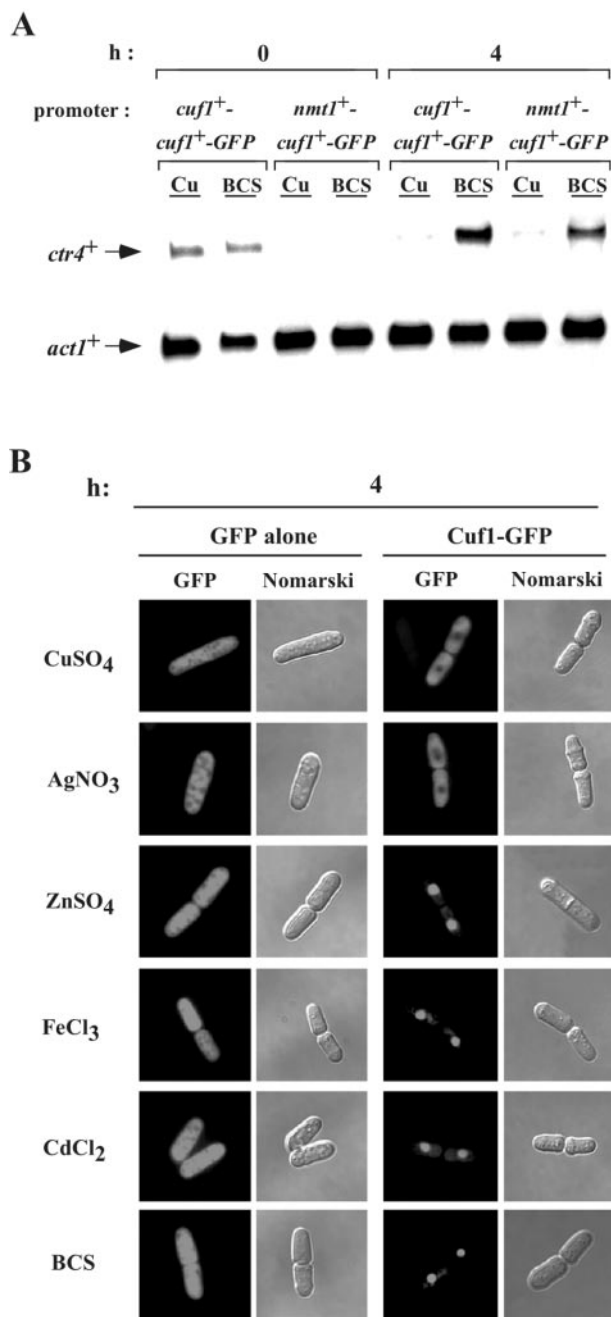 A
h : 0 4
promoter : cuf1+- nmt1+- cuf1+- nmt1+-
cuf1+-GFP cuf1+-GFP cuf1+-GFP cuf1+-GFP
Cu BCS Cu BCS Cu BCS Cu BCS
ctr4+
act1+
B
h: 4
GFP alone Cuf1-GFP
GFP Nomarski GFP Nomarski
CuSO4
AgNO3
ZnSO4
FeCl3
CdCl2
BCS